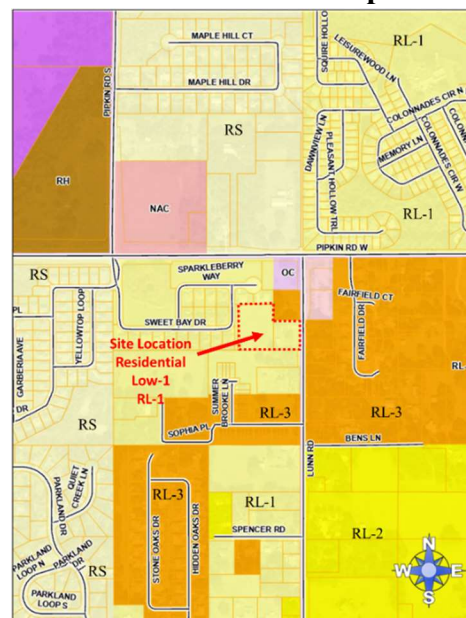 MAPLE HILL CT
MAPLE HILL DR
PIPKIN RD S
RS
RH
NAC
LEISUREWOOD LN
RL-1
COLONNADES CIR N
COLONNADES CIR W
MEMORY LN
DAWNVIEW LN
PLEASANT HOLLOW TRL
RL-1
PIPKIN RD W
RS
SPARKLEBERRY
WAY
OC
SWEET BAY DR
FAIRFIELD CT
FAIRFIELD DR
PL
GARBERIA AVE
YELLOWTOP LOOP
DR
Site Location
Residential
Low-1
RL-1
RL
SUMMER
BROOKE LN
RL-3
RL-3
SOPHIA PL
RS
LUNN RD
BENS LN
QUIET
CREEK LN
PARKLAND DR
RL-3
RL-1
STONE OAKS DR
HIDDEN OAKS DR
SPENCER RD
RL-2
PARKLAND
LOOP N
PARKLAND
DR
RS
PARKLAND
LOOP S
N
W E
S